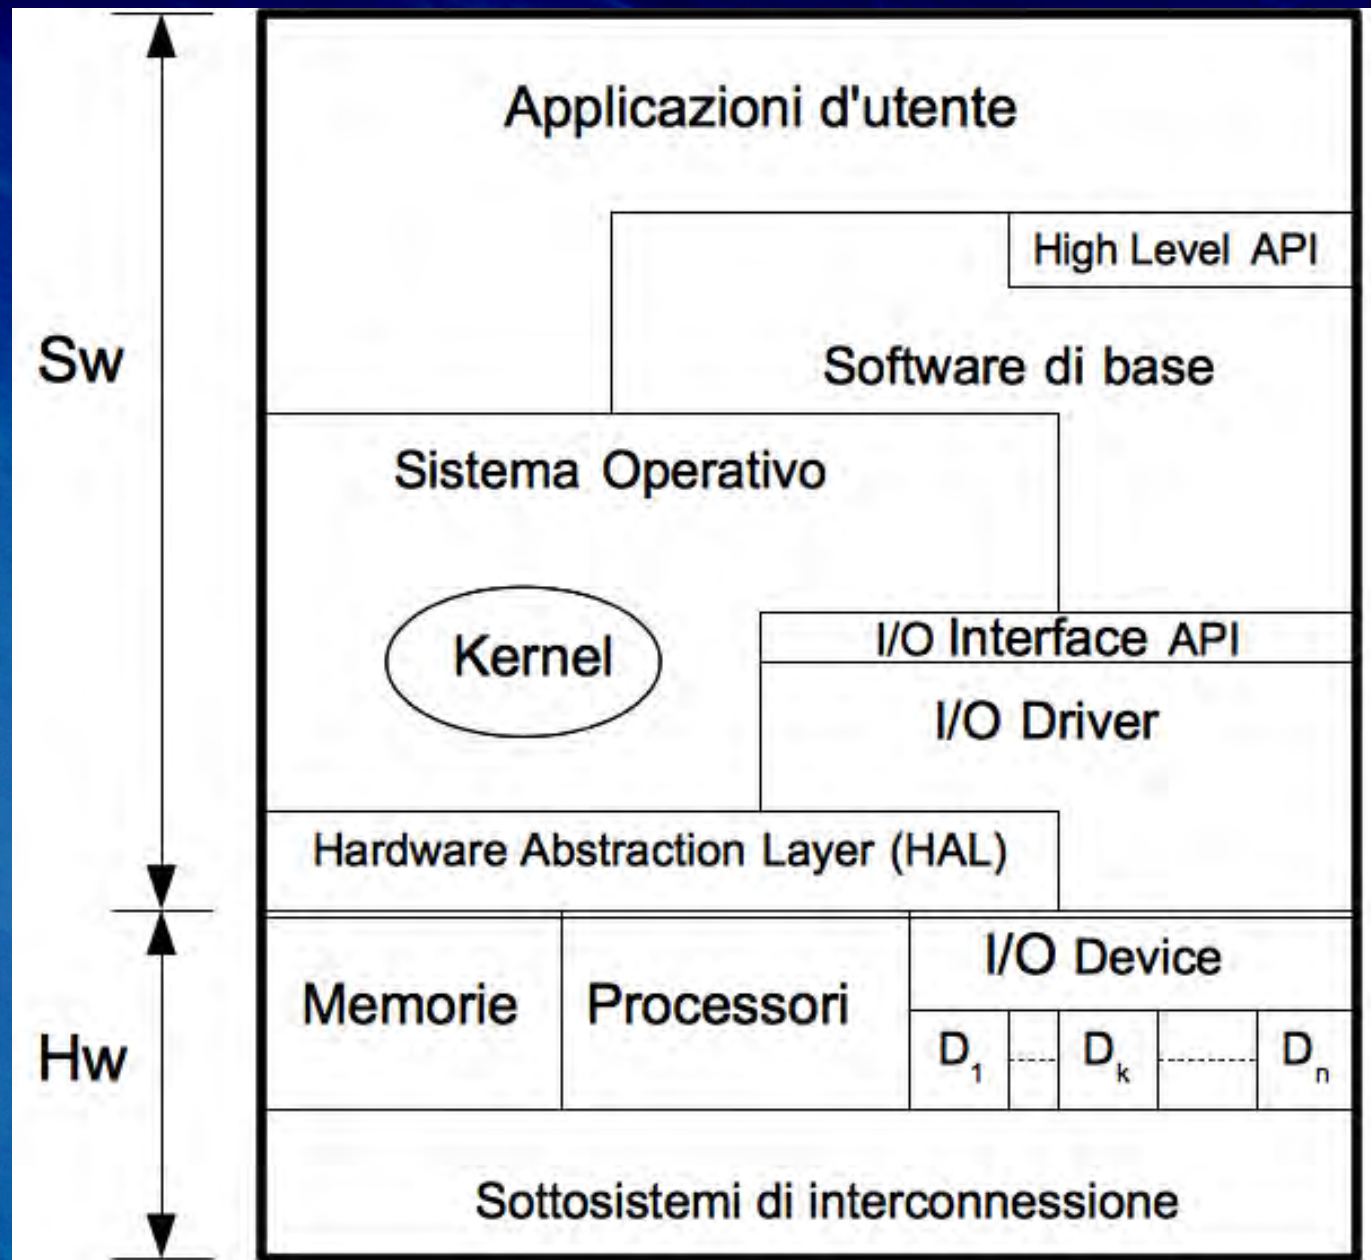 Applicazioni d'utente
High Level API
Sw
Software di base
Sistema Operativo
Kernel
I/O Interface API
I/O Driver
Hardware Abstraction Layer (HAL)
I/O Device
Memorie
Processori
Hw
D1
Dk
Dn
Sottosistemi di interconnessione